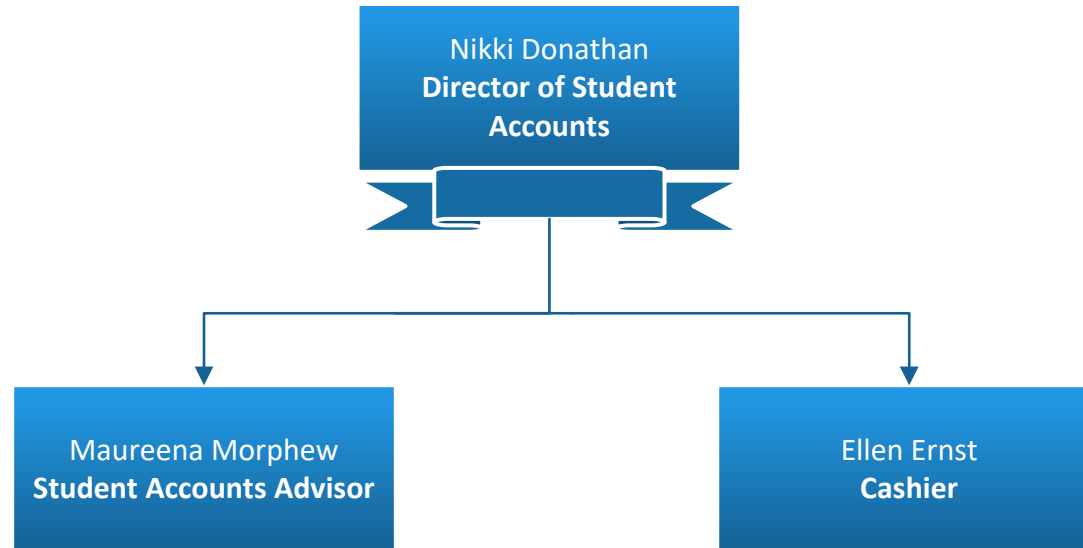 Nikki Donathan
Director of Student
Accounts
Maureena Morphew
Student Accounts Advisor
Ellen Ernst
Cashier